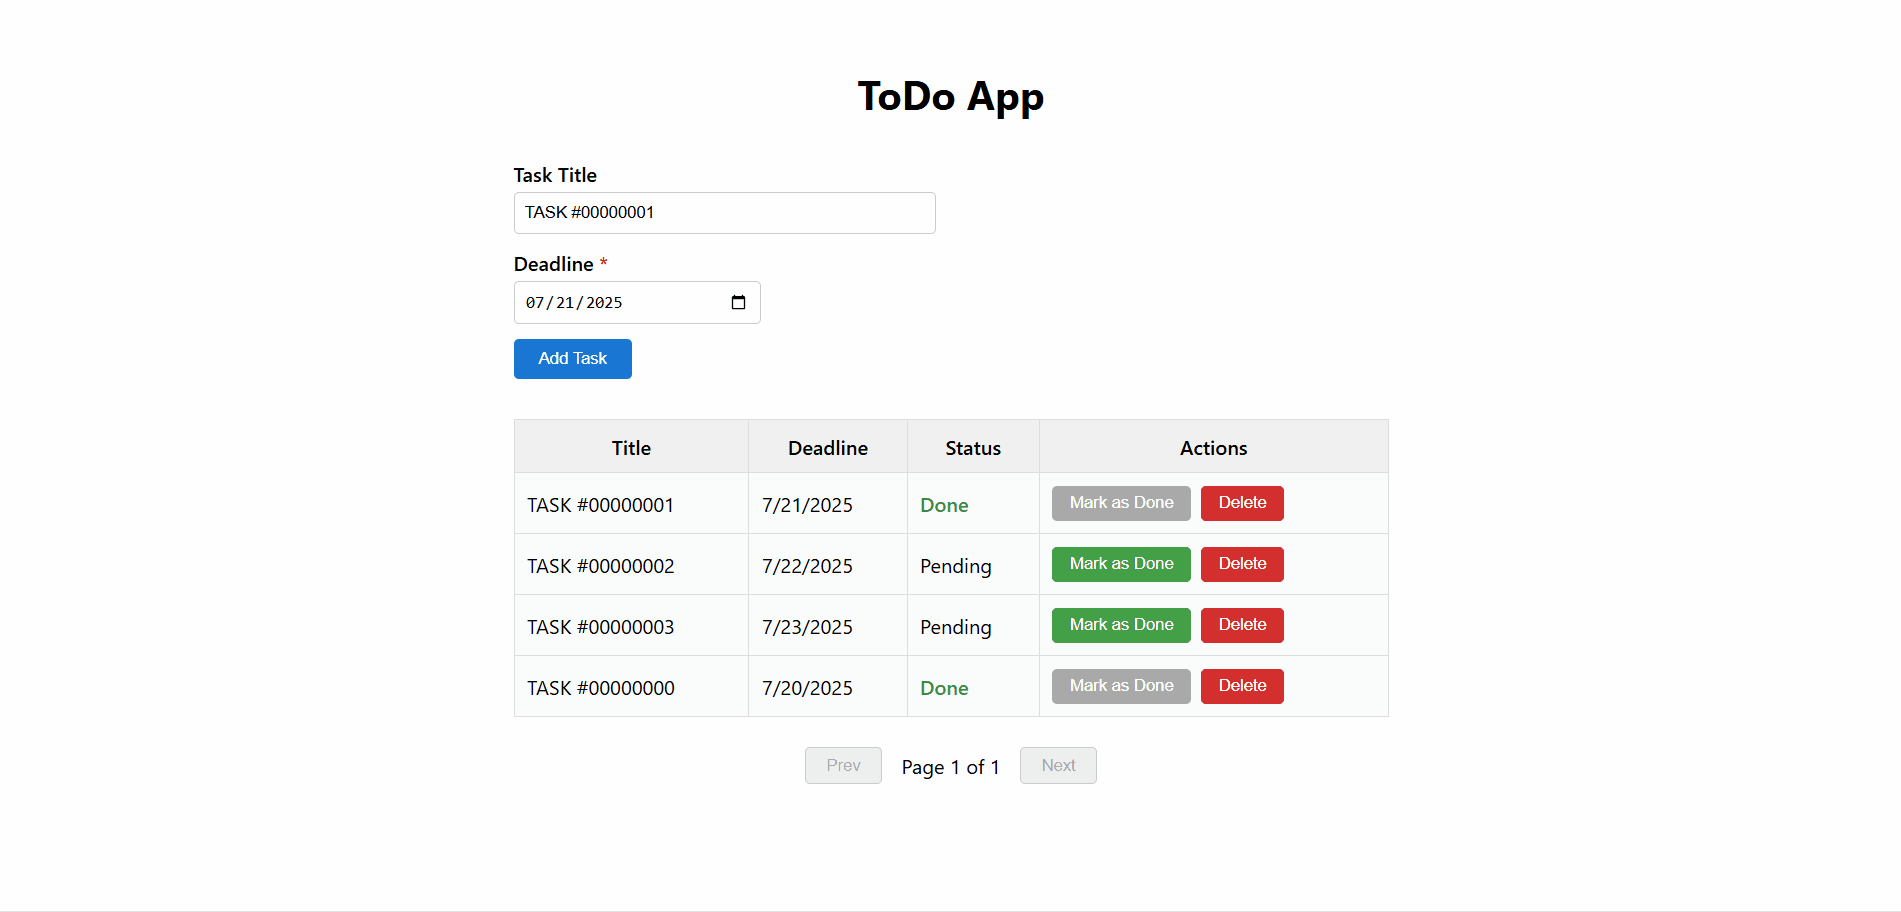 ToDo App
Task Title
TASK #00000001
Deadline *
07/21/2025
Add Task
Title Deadline Status Actions
TASK #00000001 7/21/2025 Done Mark as Done Delete
TASK #00000002 7/22/2025 Pending Mark as Done Delete
TASK #00000003 7/23/2025 Pending Mark as Done Delete
TASK #00000000 7/20/2025 Done Mark as Done Delete
Prev Page 1 of 1 Next